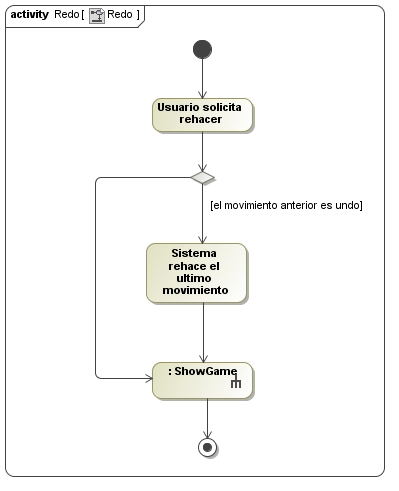 activity Redo [ Redo ]
Usuario solicita
rehacer
[el movimiento anterior es undo]
Sistema
rehace el
ultimo
movimiento
: ShowGame